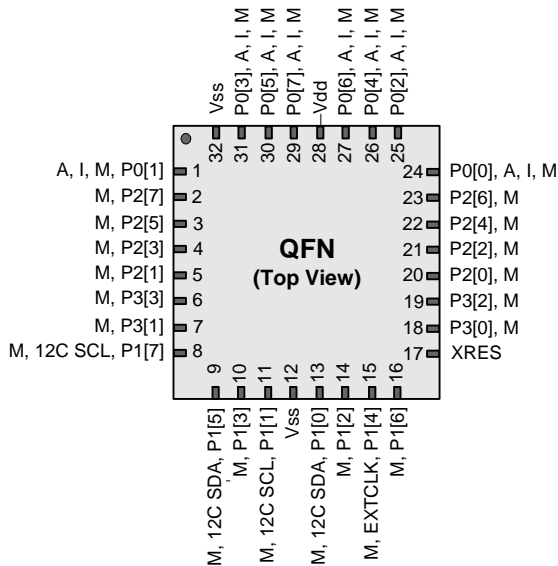 Vss
P0[3], A, I, M
P0[5], A, I, M
P0[7], A, I, M
Vdd
P0[6], A, I, M
P0[4], A, I, M
P0[2], A, I, M
32
31
30
29
28
27
26
25
A, I, M, P0[1]
M, P2[7]
M, P2[5]
M, P2[3]
M, P2[1]
M, P3[3]
M, P3[1]
M, 12C SCL, P1[7]
1
2
3
4
5
6
7
8
QFN
(Top View)
24
23
22
21
20
19
18
17
P0[0], A, I, M
P2[6], M
P2[4], M
P2[2], M
P2[0], M
P3[2], M
P3[0], M
XRES
9
10
11
12
13
14
15
16
M, 12C SDA, P1[5]
M, P1[3]
M, 12C SCL, P1[1]
Vss
M, 12C SDA, P1[0]
M, P1[2]
M, EXTCLK, P1[4]
M, P1[6]